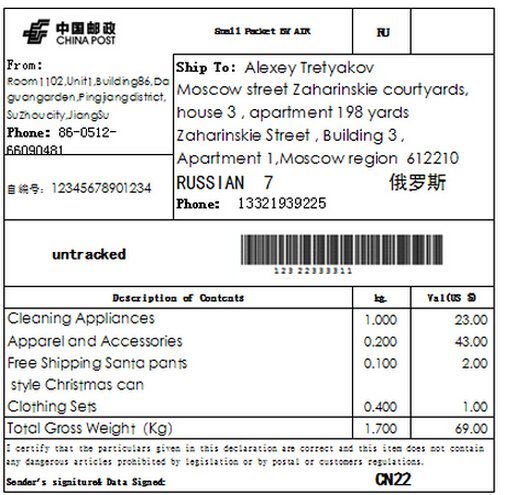 中国邮政
CHINA POST
Small Packet BY AIR
RU
From:
Room1102,Unit1,Building86,Da
guangarden,Pingjiangdistrict,
SuZhoucity,JiangSu
Phone: 86-0512-
66090481
自编号: 12345678901234
Ship To: Alexey Tretyakov
Moscow street Zaharinskie courtyards,
house 3 , apartment 198 yards
Zaharinskie Street , Building 3 ,
Apartment 1,Moscow region 612210
RUSSIAN 7 俄罗斯
Phone: 13321939225
untracked
12322333311
Description of Contents kg. Val(US $)
Cleaning Appliances 1.000 23.00
Apparel and Accessories 0.200 43.00
Free Shipping Santa pants 0.100 2.00
style Christmas can
Clothing Sets 0.400 1.00
Total Gross Weight (Kg) 1.700 69.00
I certify that the particulars given in this declaration are correct and this item does not contain
any dangerous articles prohibited by legislation or by postal or customers regulations.
Sender's signiture& Data Signed: CN22